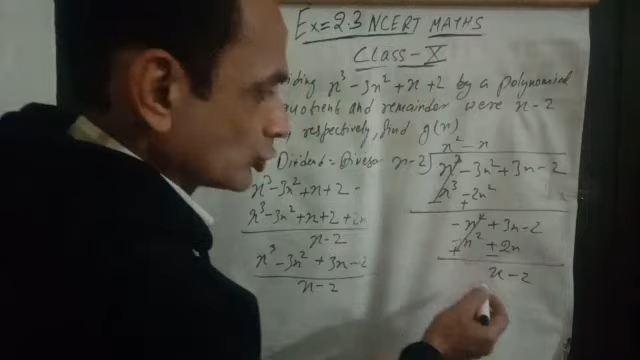 Ex = 2.3 NCERT MATHS
CLASS - X
iding x³ - 3x² + x + 2 by a polynomial
quotient and remainder were x - 2
respectively, find g(x)
Dividend = Divisor
x³ - 3x² + x + 2 -
x³ - 3x² + x + 2 + 2x
x - 2
x³ - 3x² + 3x - 2
x - 2
x² - x
x - 2) x³ - 3x² + 3x - 2
x³ - 2x²
- +
- x² + 3x - 2
- x² + 2x
+ -
x - 2